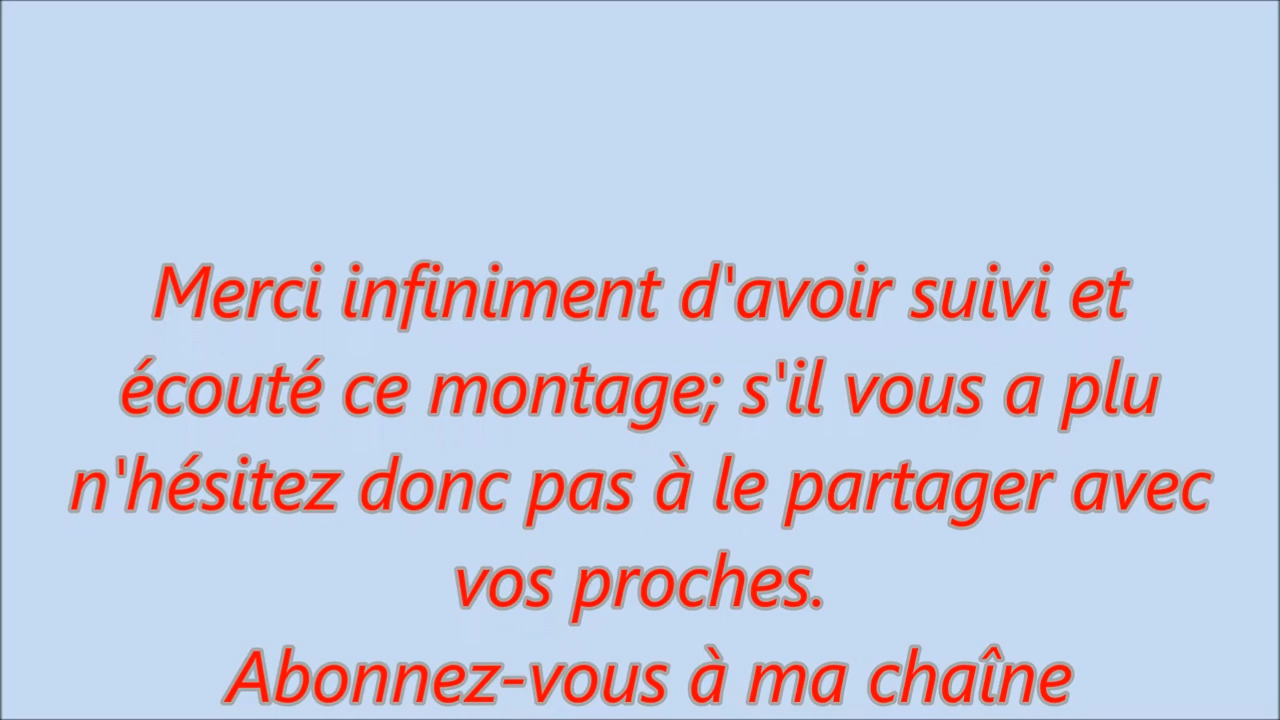 Merci infiniment d'avoir suivi et
écouté ce montage; s'il vous a plu
n'hésitez donc pas à le partager avec
vos proches.
Abonnez-vous à ma chaîne